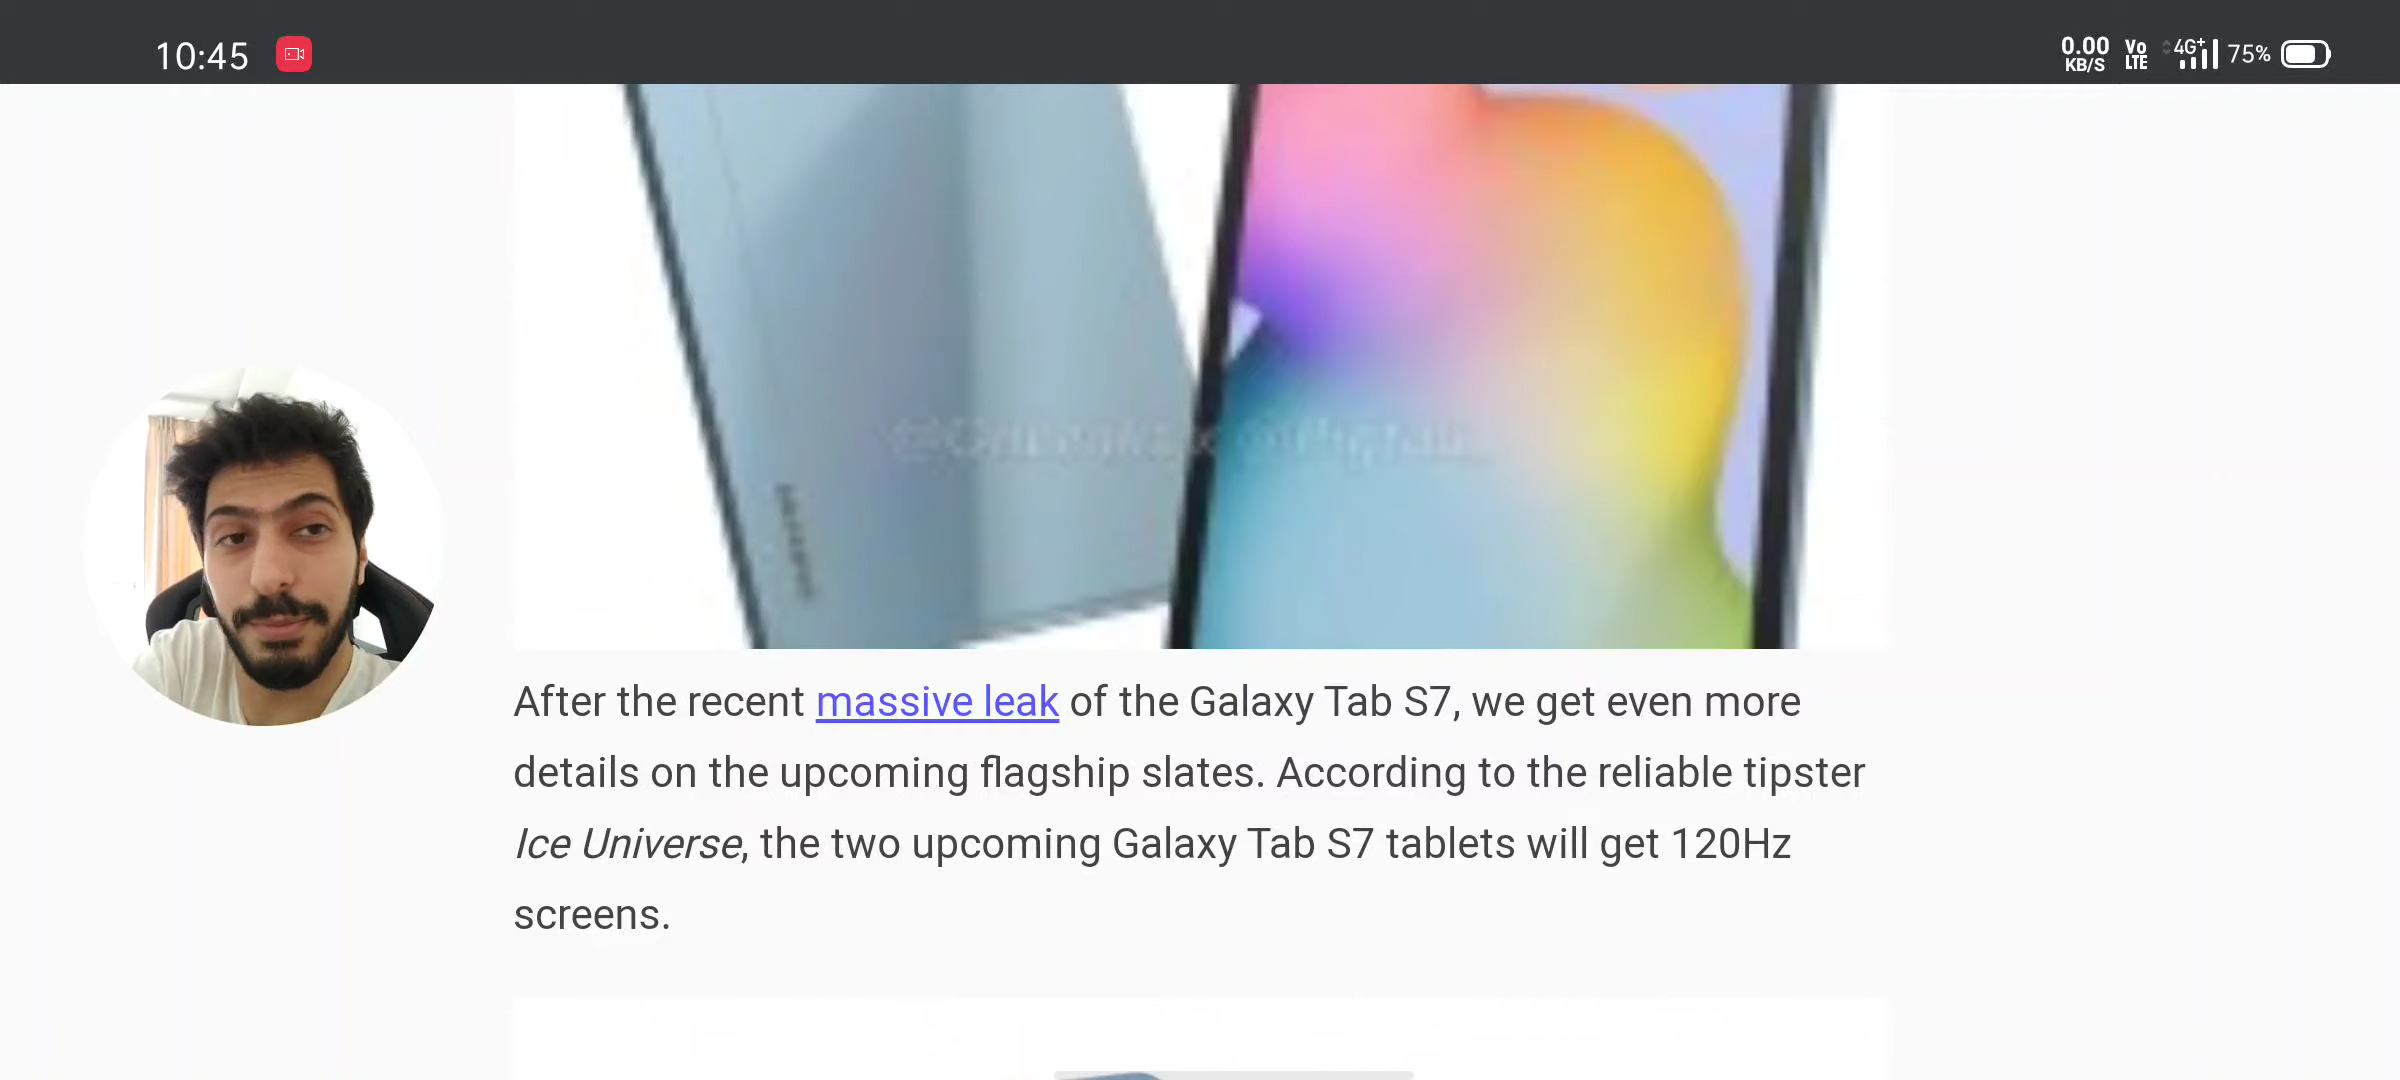 10:45
0.00 KB/S Vo LTE 4G+ 75%
After the recent massive leak of the Galaxy Tab S7, we get even more
details on the upcoming flagship slates. According to the reliable tipster
Ice Universe, the two upcoming Galaxy Tab S7 tablets will get 120Hz
screens.